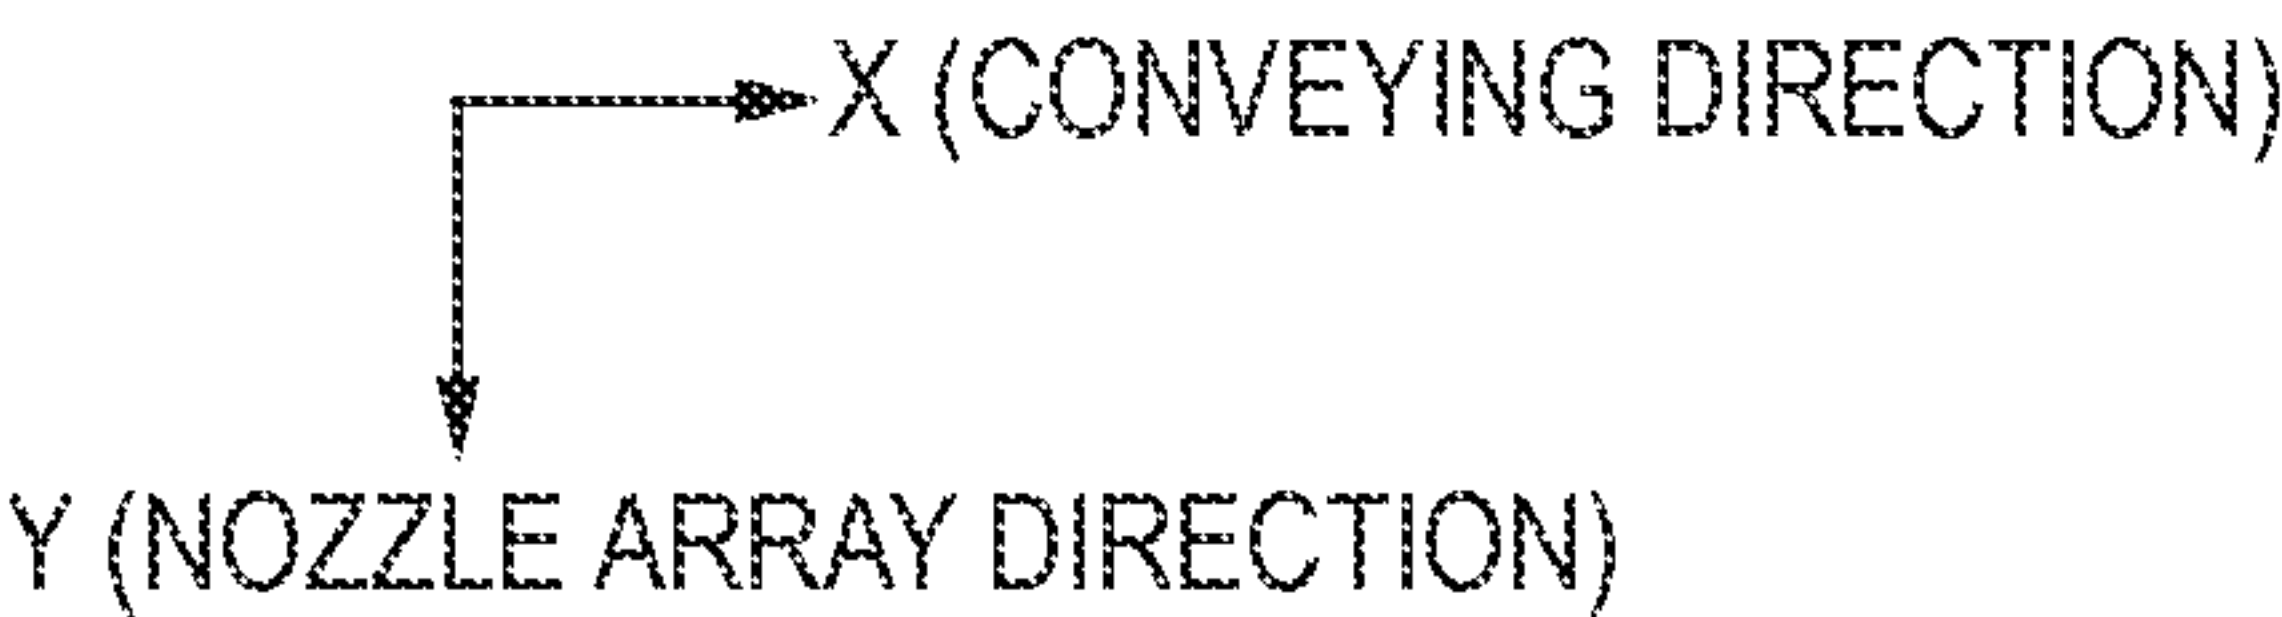 X (CONVEYING DIRECTION)
Y (NOZZLE ARRAY DIRECTION)